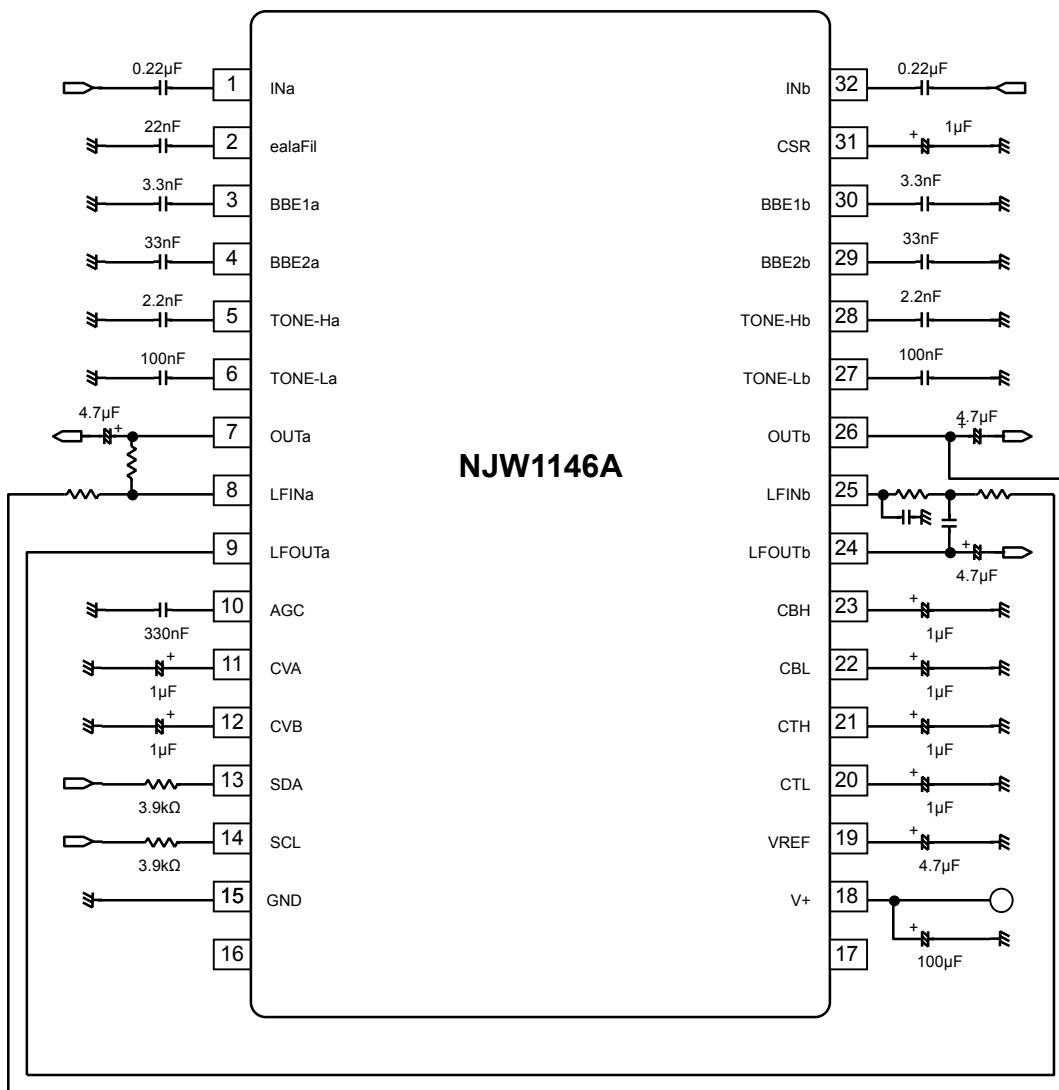 0.22µF 1 INa INb 32 0.22µF
22nF 2 ealaFil CSR 31 + 1µF
3.3nF 3 BBE1a BBE1b 30 3.3nF
33nF 4 BBE2a BBE2b 29 33nF
2.2nF 5 TONE-Ha TONE-Hb 28 2.2nF
100nF 6 TONE-La TONE-Lb 27 100nF
4.7µF + 7 OUTa OUTb 26 + 4.7µF
NJW1146A
8 LFINa LFINb 25
9 LFOUTa LFOUTb 24 + 4.7µF
330nF 10 AGC CBH 23 + 1µF
1µF + 11 CVA CBL 22 + 1µF
1µF + 12 CVB CTH 21 + 1µF
3.9kΩ 13 SDA CTL 20 + 1µF
3.9kΩ 14 SCL VREF 19 + 4.7µF
15 GND V+ 18
16 17 + 100µF